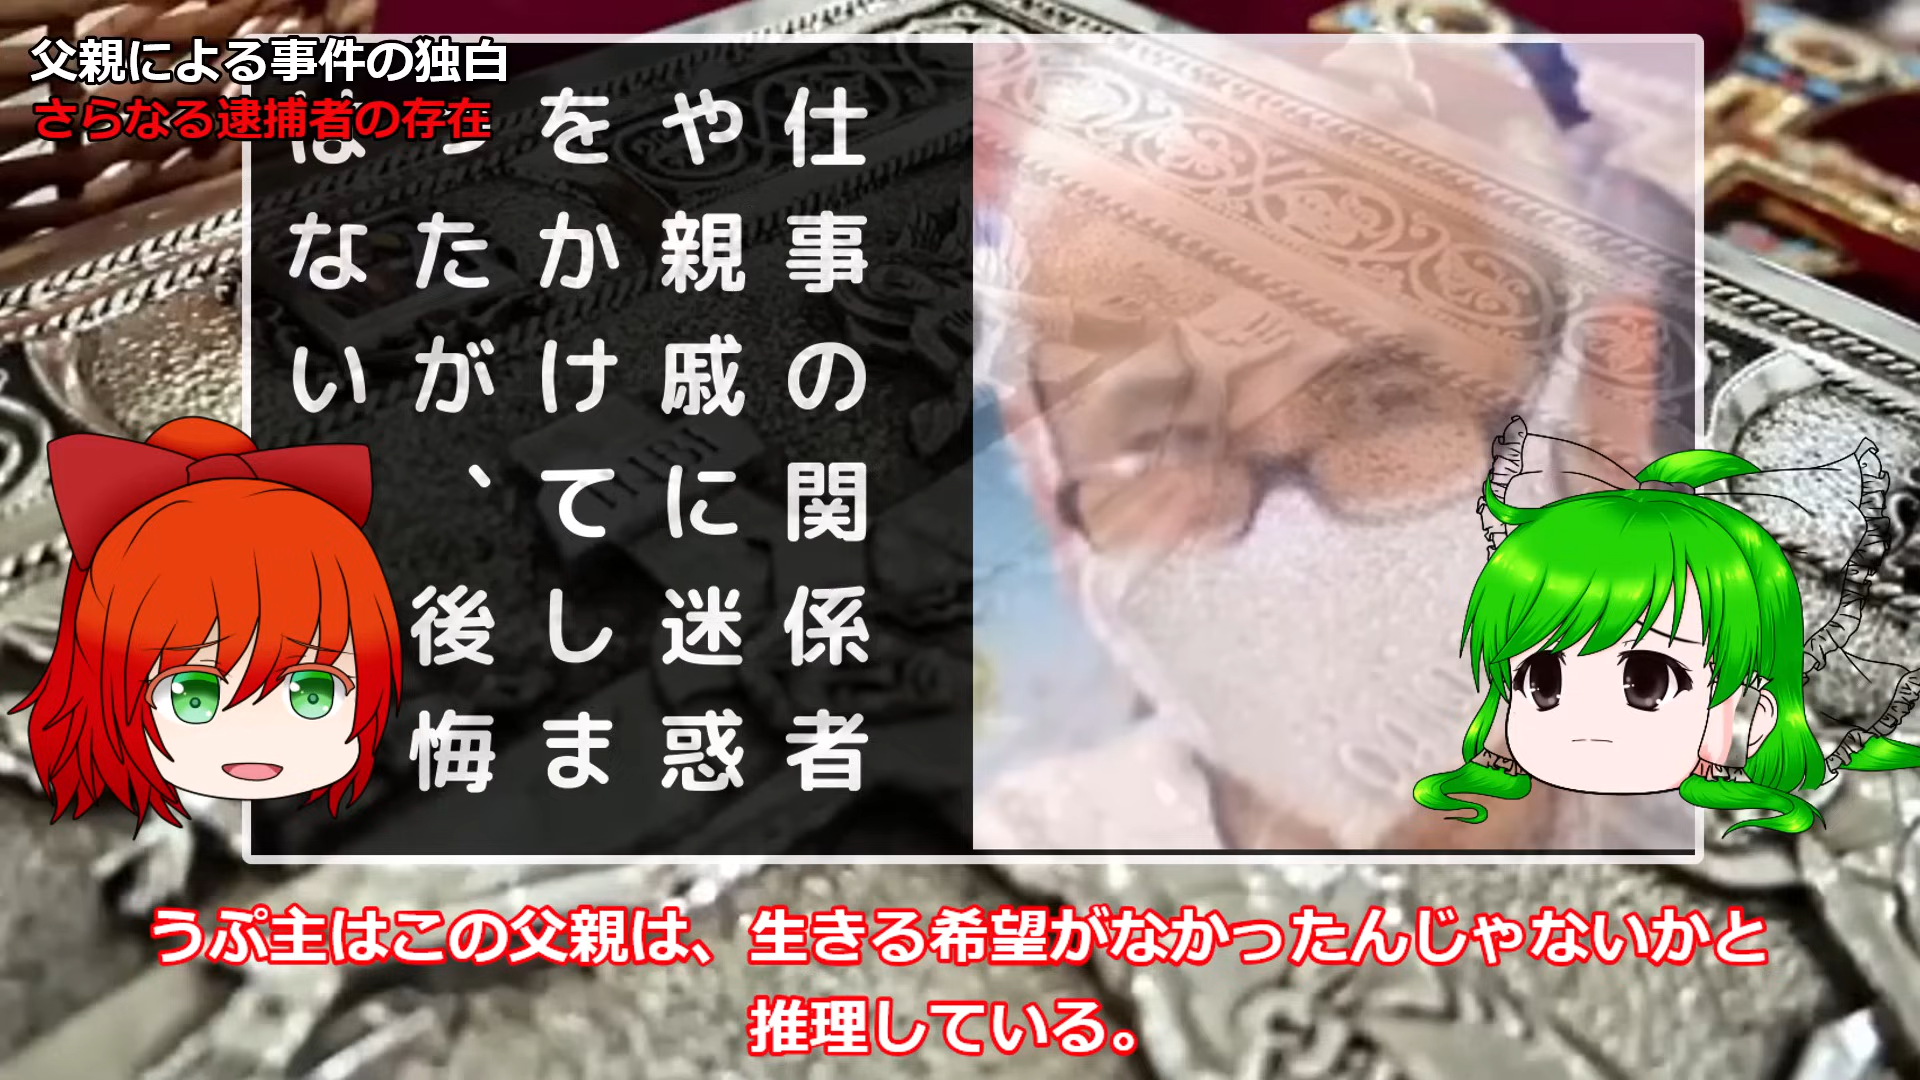 父親による事件の独白
さらなる逮捕者の存在
仕事の関係者
や親戚に迷惑
をかけてしま
ったが、後悔
はない
うぷ主はこの父親は、生きる希望がなかったんじゃないかと
推理している。